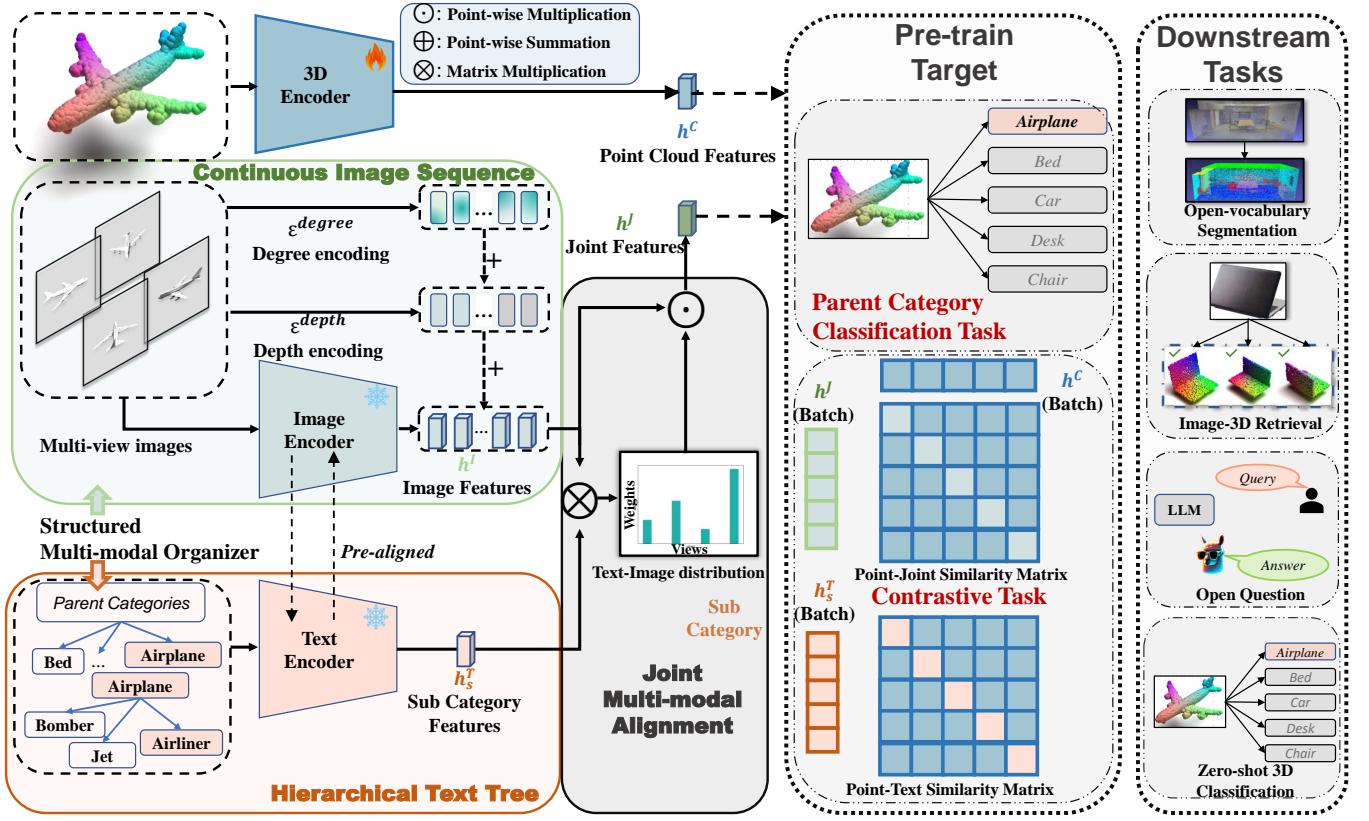 ⊙: Point-wise Multiplication
⊕: Point-wise Summation
⊗: Matrix Multiplication
3D
Encoder
h^C
Point Cloud Features
Continuous Image Sequence
ε^degree
Degree encoding
...
+
ε^depth
Depth encoding
...
+
Image
Encoder
...
h^I
Image Features
Multi-view images
Structured
Multi-modal Organizer
Pre-aligned
Parent Categories
Bed
...
Airplane
Airplane
Bomber
Jet
Airliner
Text
Encoder
h_s^T
Sub Category
Features
Hierarchical Text Tree
h^J
Joint Features
Weights
Views
Text-Image distribution
Sub
Category
Joint
Multi-modal
Alignment
Pre-train
Target
Airplane
Bed
Car
Desk
Chair
Parent Category
Classification Task
h^J
(Batch)
h^C
(Batch)
Point-Joint Similarity Matrix
Contrastive Task
h_s^T
(Batch)
Point-Text Similarity Matrix
Downstream
Tasks
Open-vocabulary
Segmentation
Image-3D Retrieval
Query
LLM
Answer
Open Question
Airplane
Bed
Car
Desk
Chair
Zero-shot 3D
Classification